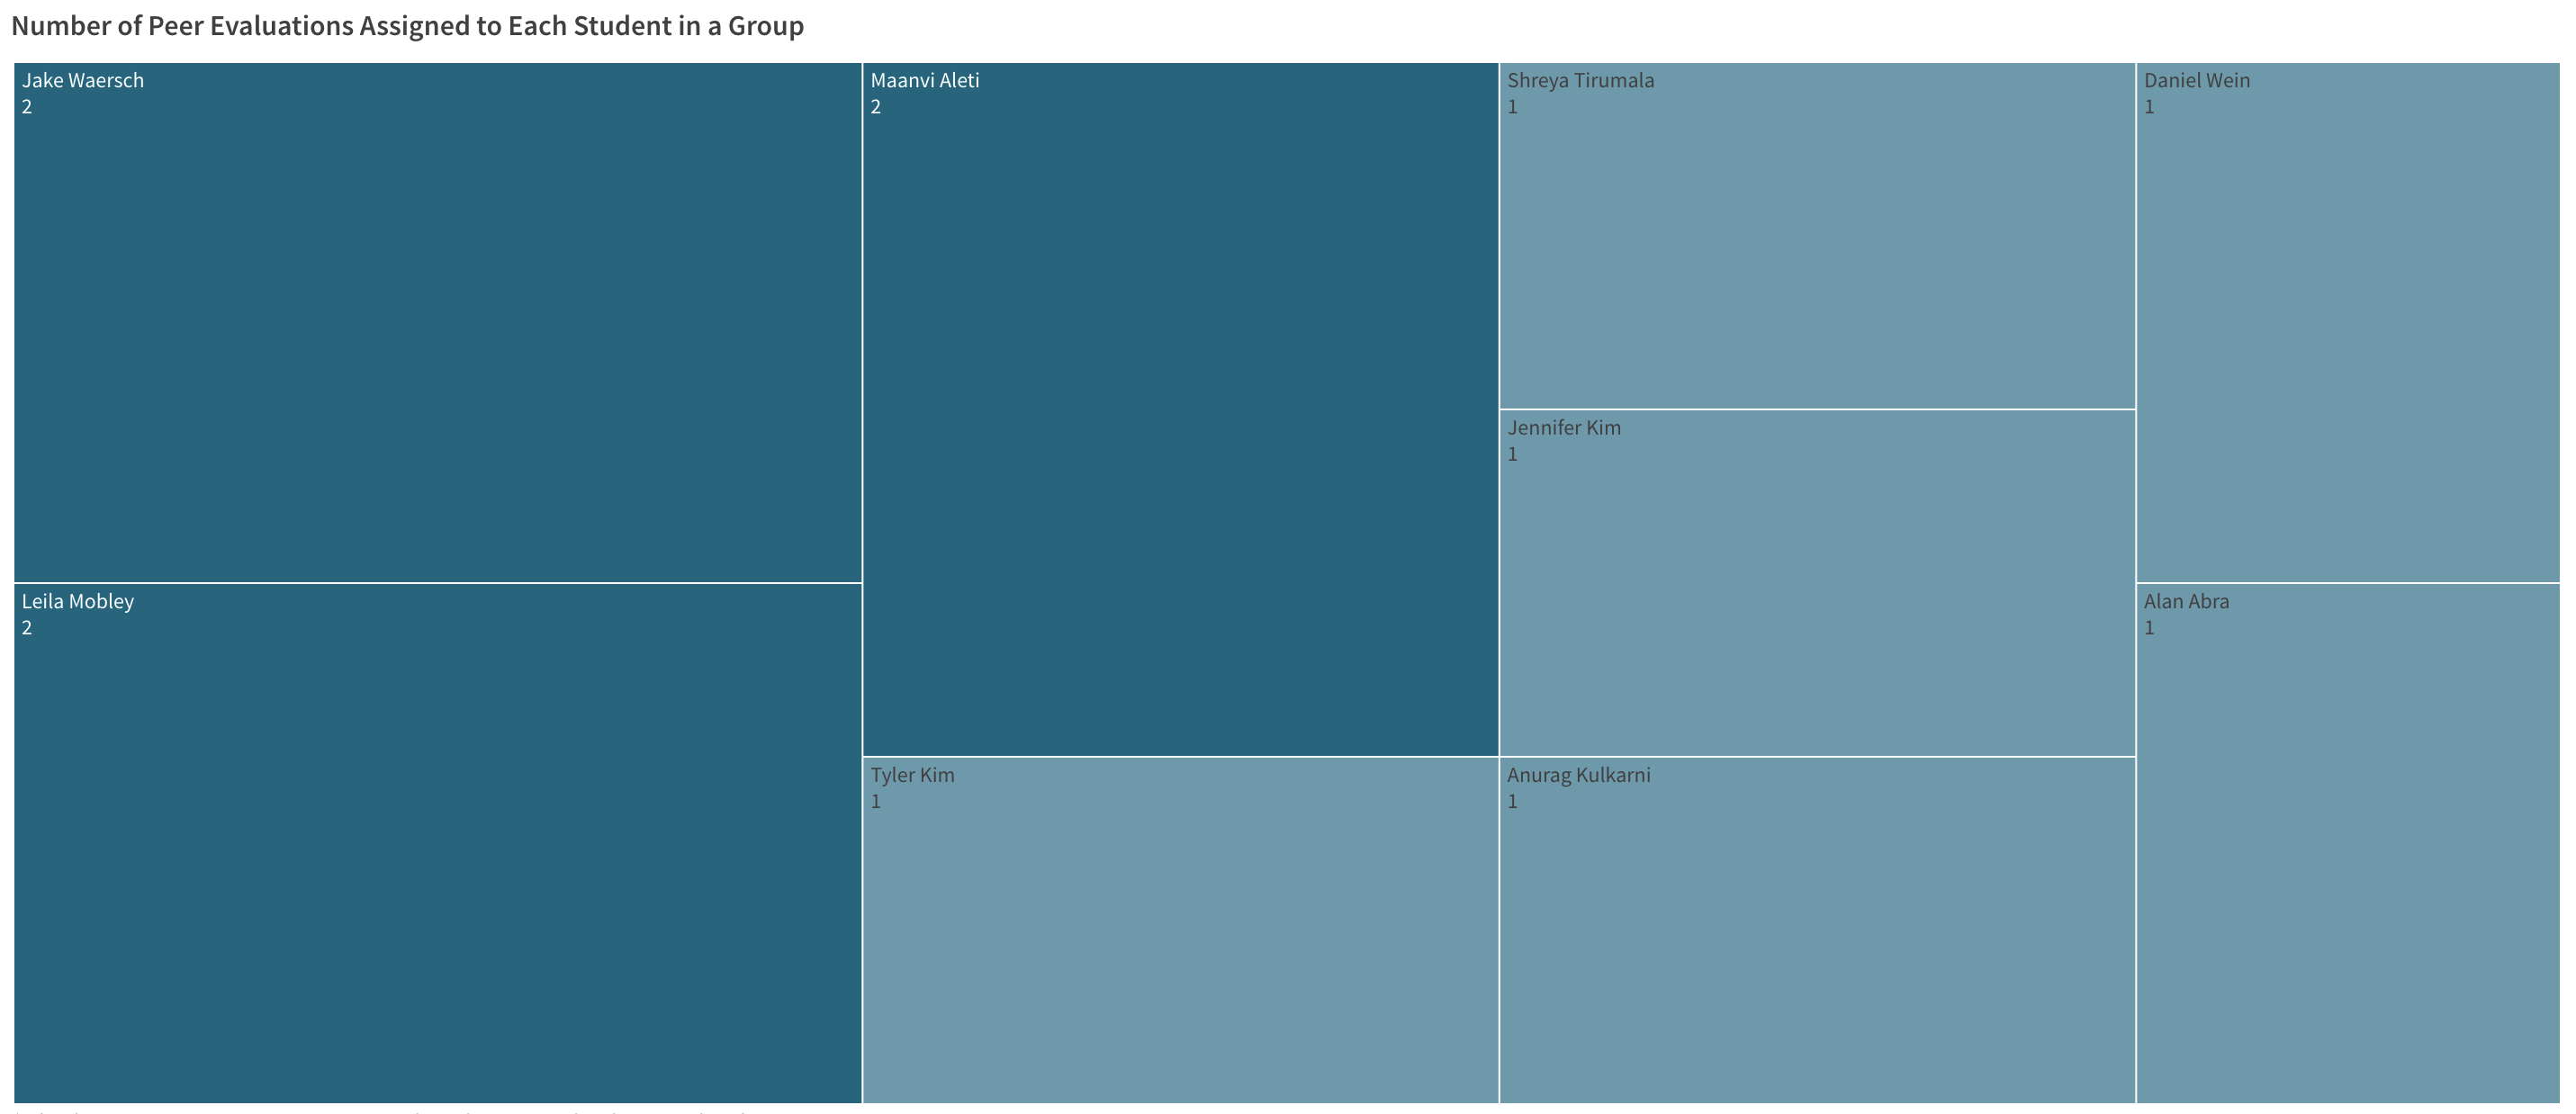 Number of Peer Evaluations Assigned to Each Student in a Group
Jake Waersch
2
Leila Mobley
2
Maanvi Aleti
2
Tyler Kim
1
Shreya Tirumala
1
Jennifer Kim
1
Anurag Kulkarni
1
Daniel Wein
1
Alan Abra
1